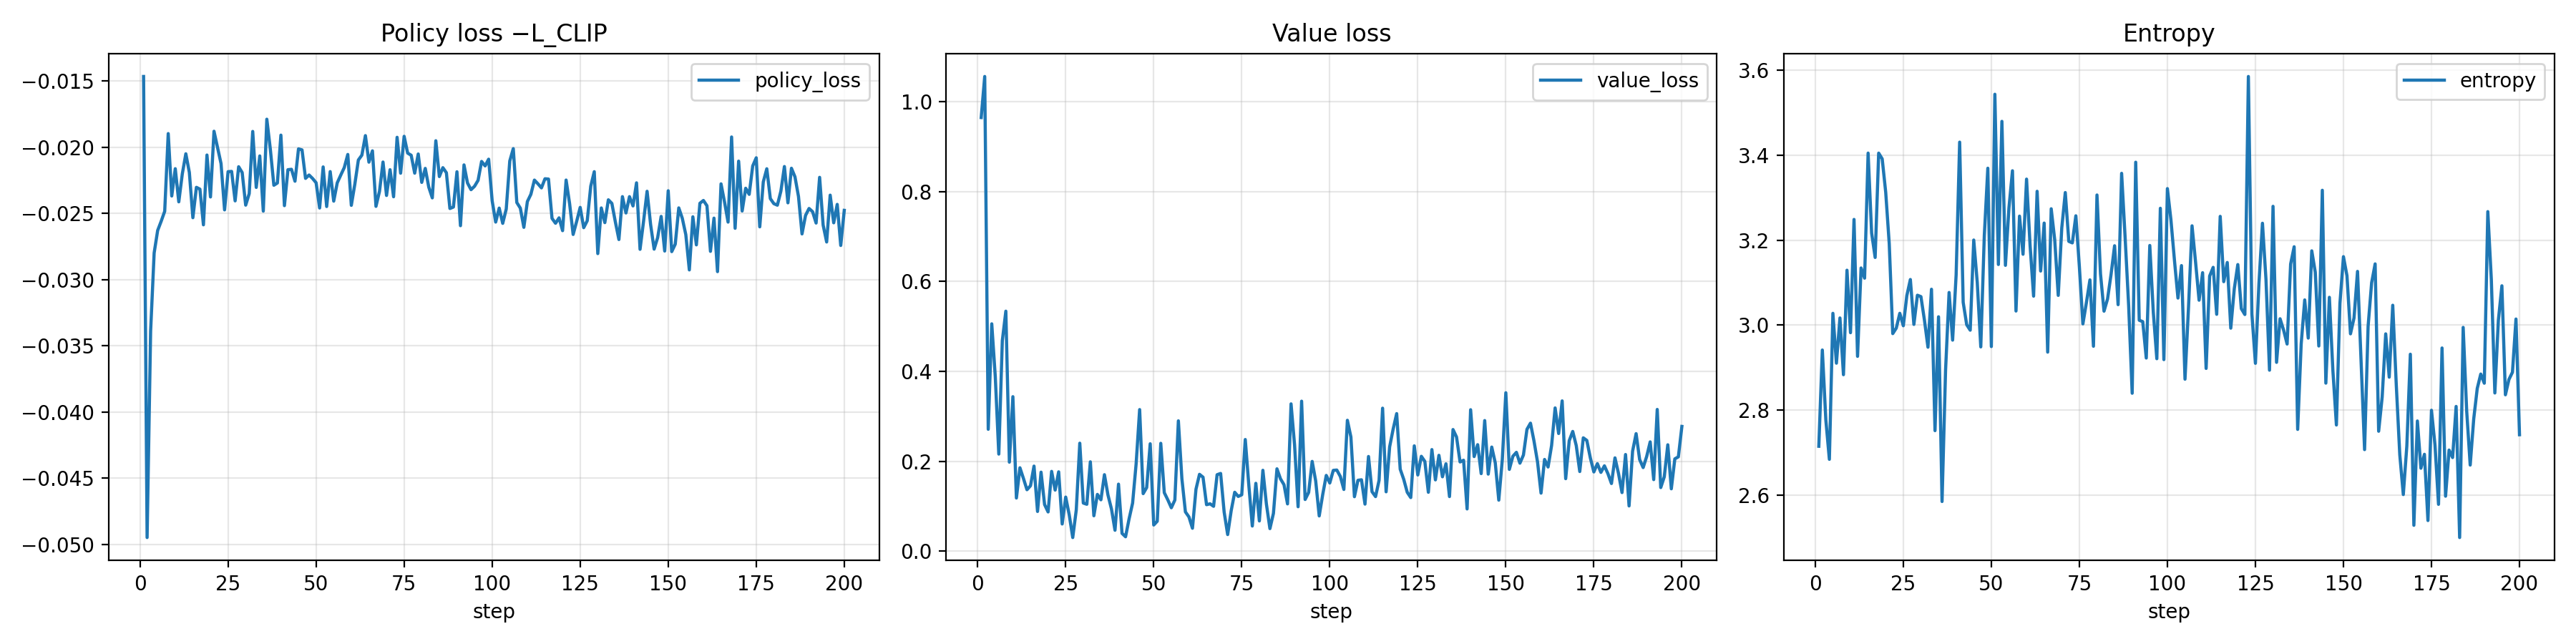 Policy loss −L_CLIP
policy_loss
−0.015
−0.020
−0.025
−0.030
−0.035
−0.040
−0.045
−0.050
0 25 50 75 100 125 150 175 200
step
Value loss
value_loss
1.0
0.8
0.6
0.4
0.2
0.0
0 25 50 75 100 125 150 175 200
step
Entropy
entropy
3.6
3.4
3.2
3.0
2.8
2.6
0 25 50 75 100 125 150 175 200
step